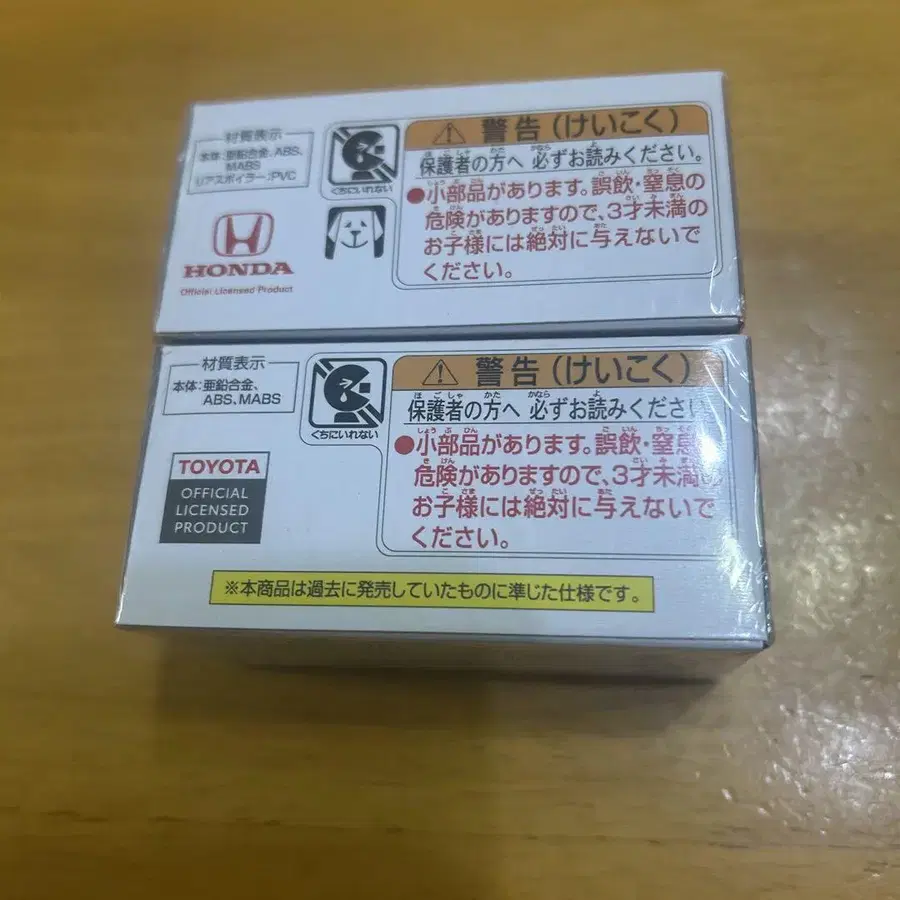 材質表示
本体:亜鉛合金、ABS、
MABS
リアスポイラー:PVC
HONDA
Official Licensed Product
くちにいれない
警告(けいこく)
保護者の方へ 必ずお読みください。
●小部品があります。誤飲・窒息の
危険がありますので、3才未満の
お子様には絶対に与えないで
ください。
材質表示
本体:亜鉛合金、
ABS、MABS
TOYOTA
OFFICIAL
LICENSED
PRODUCT
くちにいれない
警告(けいこく)
保護者の方へ 必ずお読みください
●小部品があります。誤飲・窒息の
危険がありますので、3才未満の
お子様には絶対に与えないで
ください。
※本商品は過去に発売していたものに準じた仕様です。